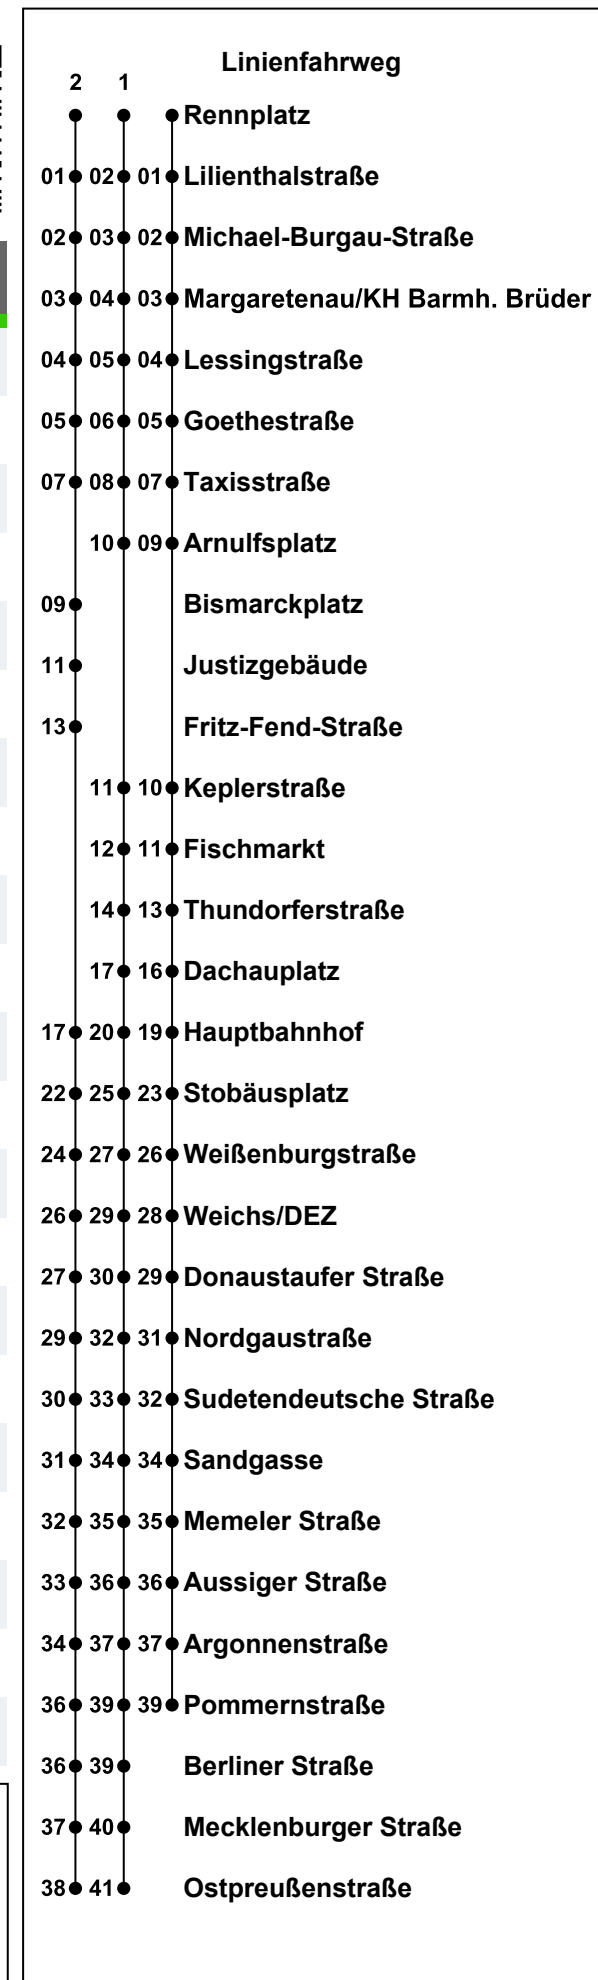 Linienfahrweg
2 1
Rennplatz
01 02 01 Lilienthalstraße
02 03 02 Michael-Burgau-Straße
03 04 03 Margaretenau/KH Barmh. Brüder
04 05 04 Lessingstraße
05 06 05 Goethestraße
07 08 07 Taxisstraße
10 09 Arnulfsplatz
09 Bismarckplatz
11 Justizgebäude
13 Fritz-Fend-Straße
11 10 Keplerstraße
12 11 Fischmarkt
14 13 Thundorferstraße
17 16 Dachauplatz
17 20 19 Hauptbahnhof
22 25 23 Stobäusplatz
24 27 26 Weißenburgstraße
26 29 28 Weichs/DEZ
27 30 29 Donaustaufer Straße
29 32 31 Nordgaustraße
30 33 32 Sudetendeutsche Straße
31 34 34 Sandgasse
32 35 35 Memeler Straße
33 36 36 Aussiger Straße
34 37 37 Argonnenstraße
36 39 39 Pommernstraße
36 39 Berliner Straße
37 40 Mecklenburger Straße
38 41 Ostpreußenstraße